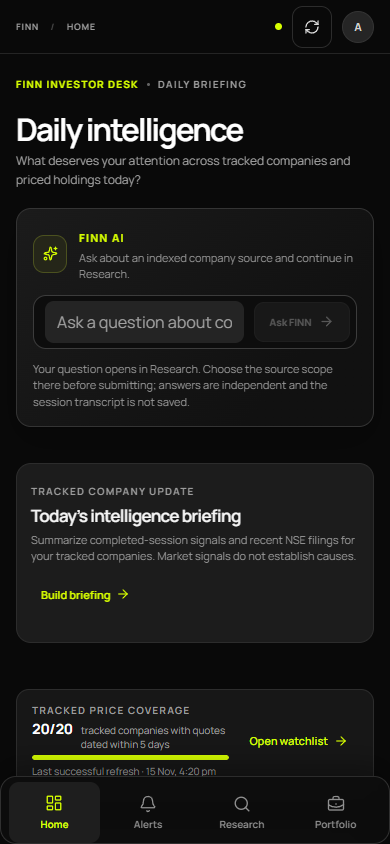 FINN / HOME
A
FINN INVESTOR DESK • DAILY BRIEFING
Daily intelligence
What deserves your attention across tracked companies and
priced holdings today?
FINN AI
Ask about an indexed company source and continue in
Research.
Ask a question about co
Ask FINN
Your question opens in Research. Choose the source scope
there before submitting; answers are independent and the
session transcript is not saved.
TRACKED COMPANY UPDATE
Today's intelligence briefing
Summarize completed-session signals and recent NSE filings for
your tracked companies. Market signals do not establish causes.
Build briefing
TRACKED PRICE COVERAGE
20/20 tracked companies with quotes
dated within 5 days
Open watchlist
Last successful refresh · 15 Nov, 4:20 pm
Home
Alerts
Research
Portfolio